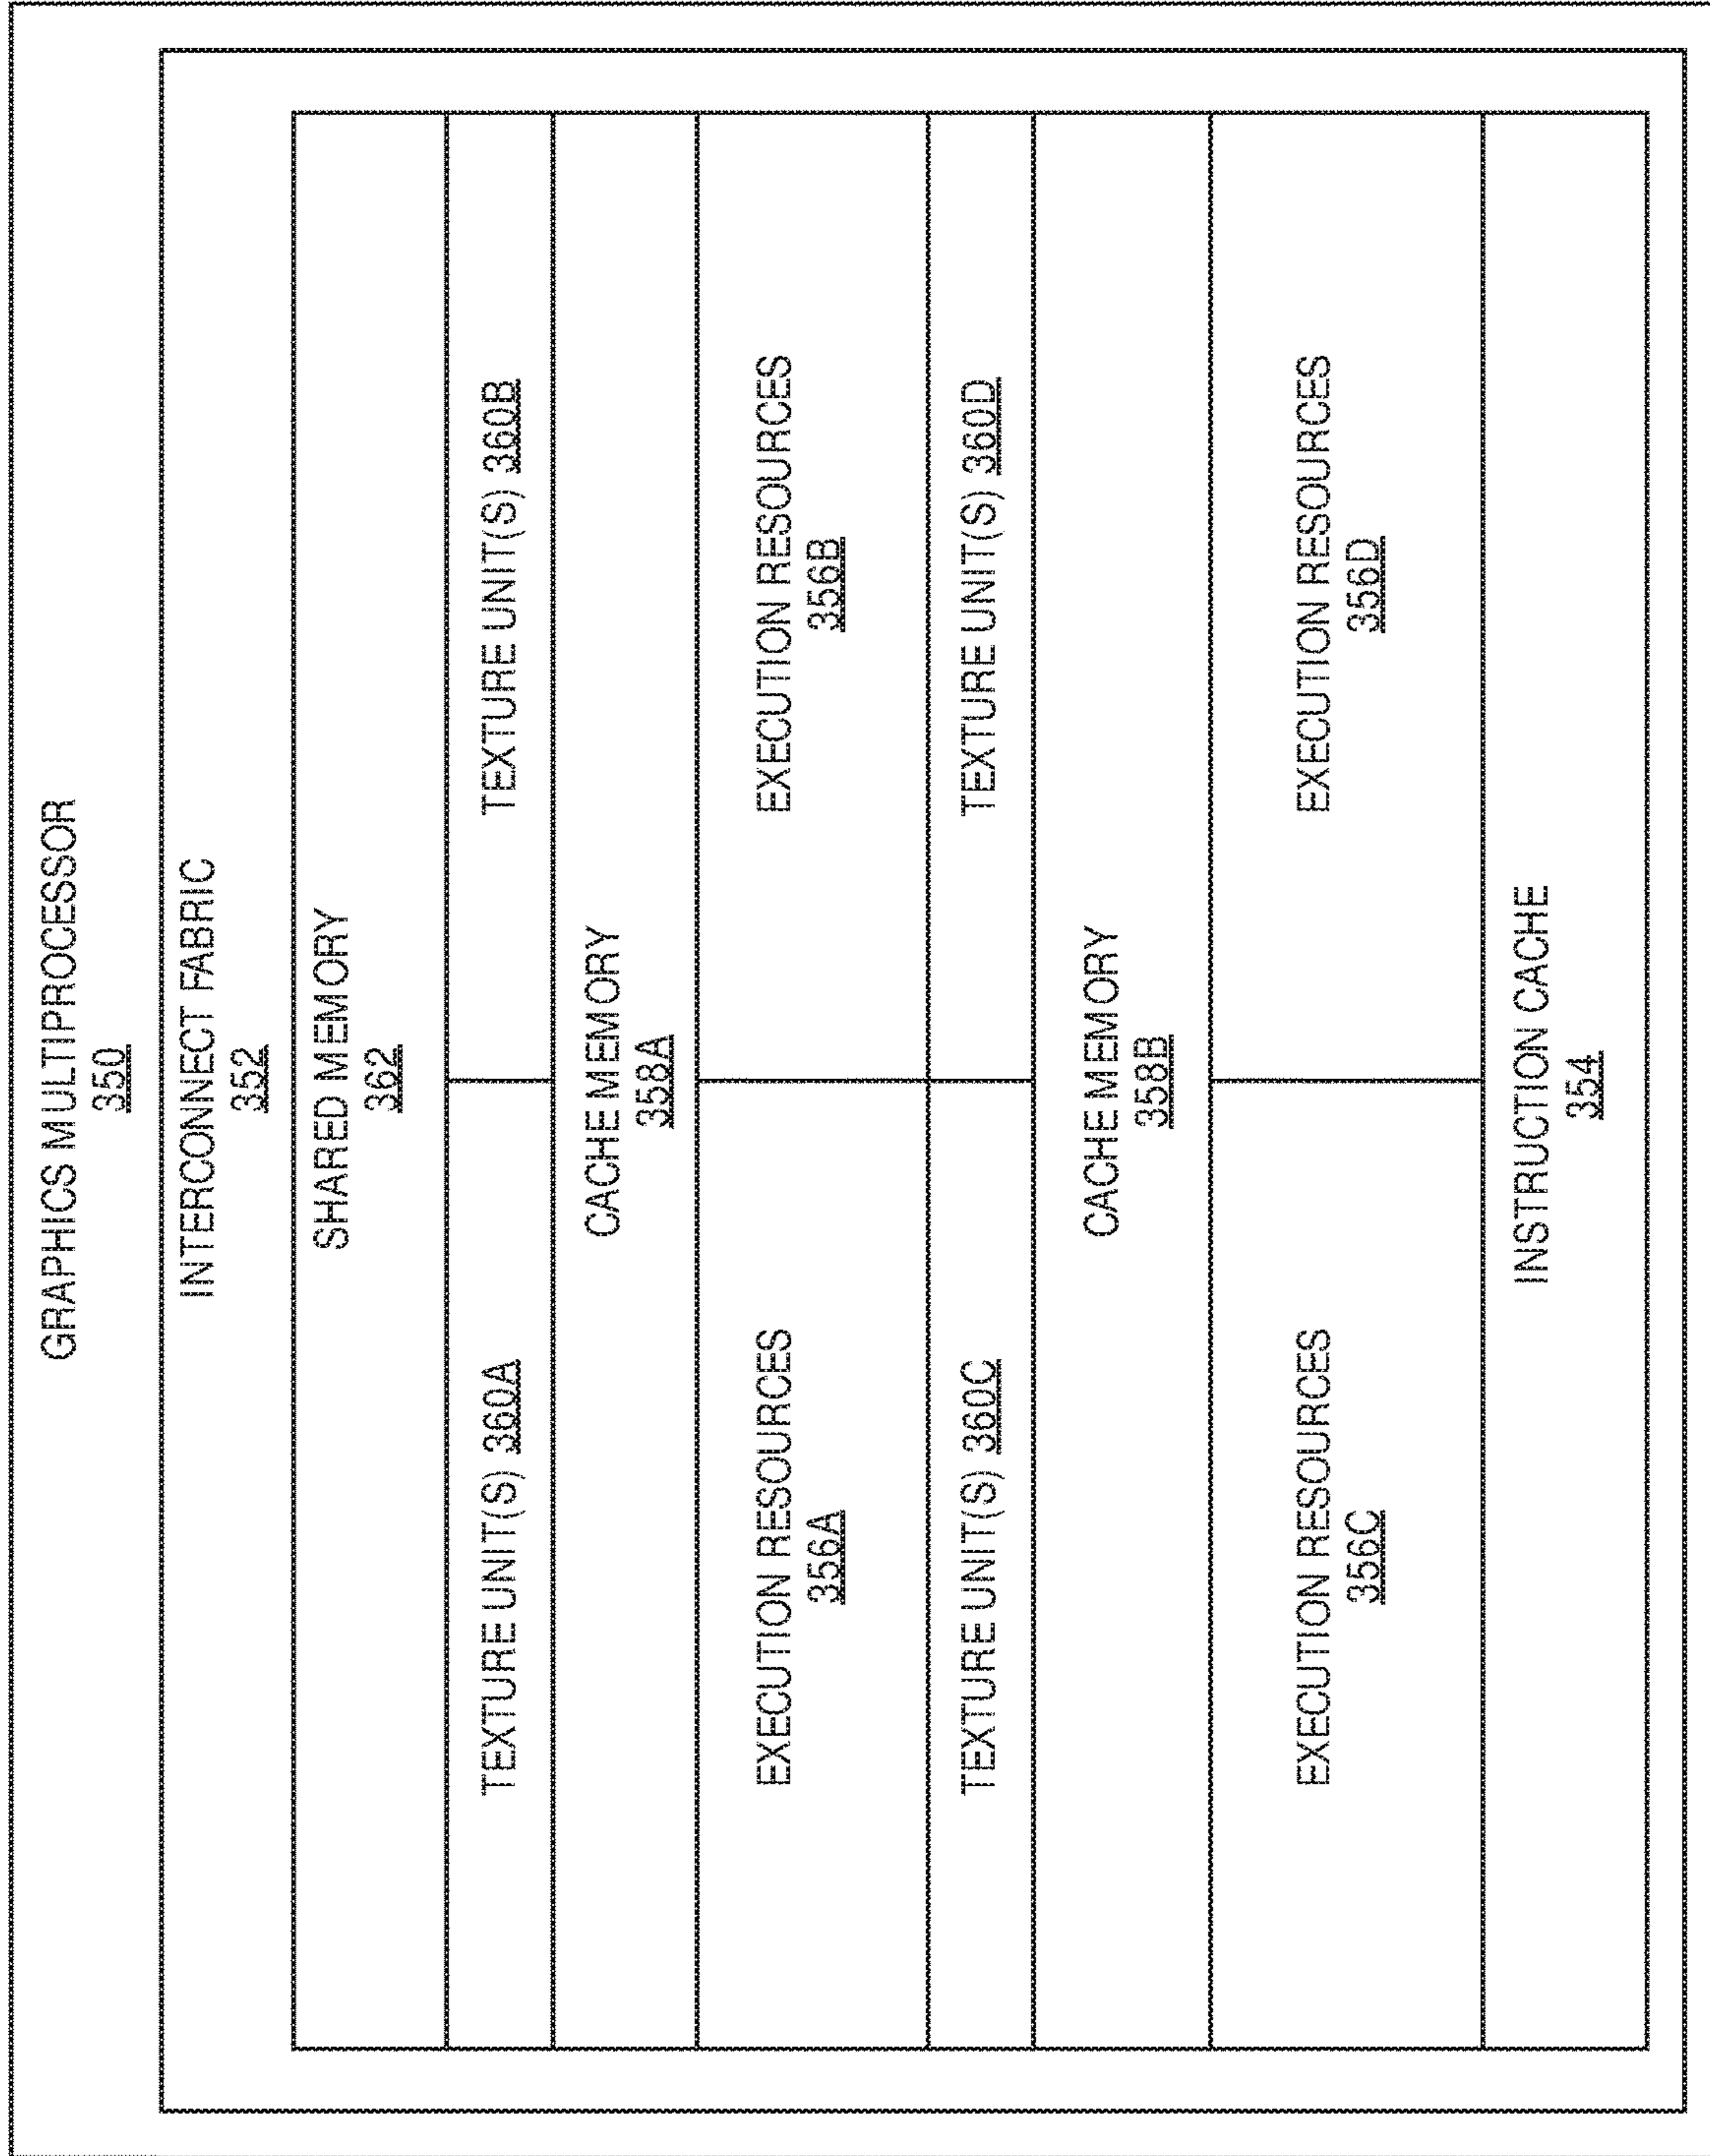 GRAPHICS MULTIPROCESSOR
350
INTERCONNECT FABRIC
352
SHARED MEMORY
362
TEXTURE UNIT(S) 360A
TEXTURE UNIT(S) 360B
CACHE MEMORY
358A
EXECUTION RESOURCES
356A
EXECUTION RESOURCES
356B
TEXTURE UNIT(S) 360C
TEXTURE UNIT(S) 360D
CACHE MEMORY
358B
EXECUTION RESOURCES
356C
EXECUTION RESOURCES
356D
INSTRUCTION CACHE
354